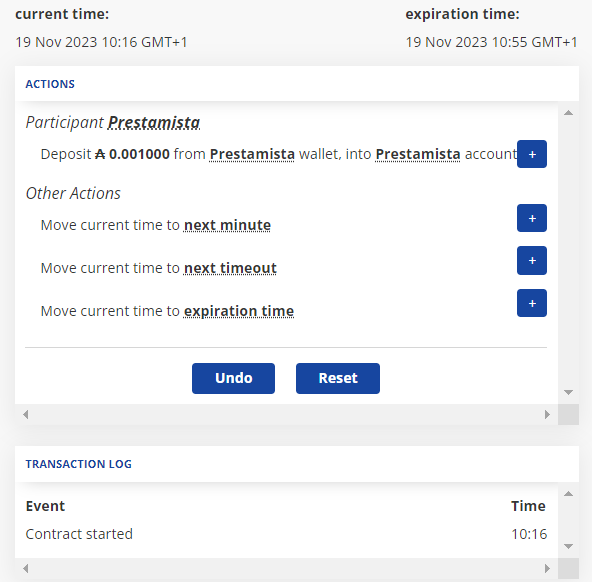 current time: expiration time:
19 Nov 2023 10:16 GMT+1 19 Nov 2023 10:55 GMT+1
ACTIONS
Participant Prestamista
Deposit ₳ 0.001000 from Prestamista wallet, into Prestamista account +
Other Actions
Move current time to next minute +
Move current time to next timeout +
Move current time to expiration time +
Undo Reset
TRANSACTION LOG
Event Time
Contract started 10:16